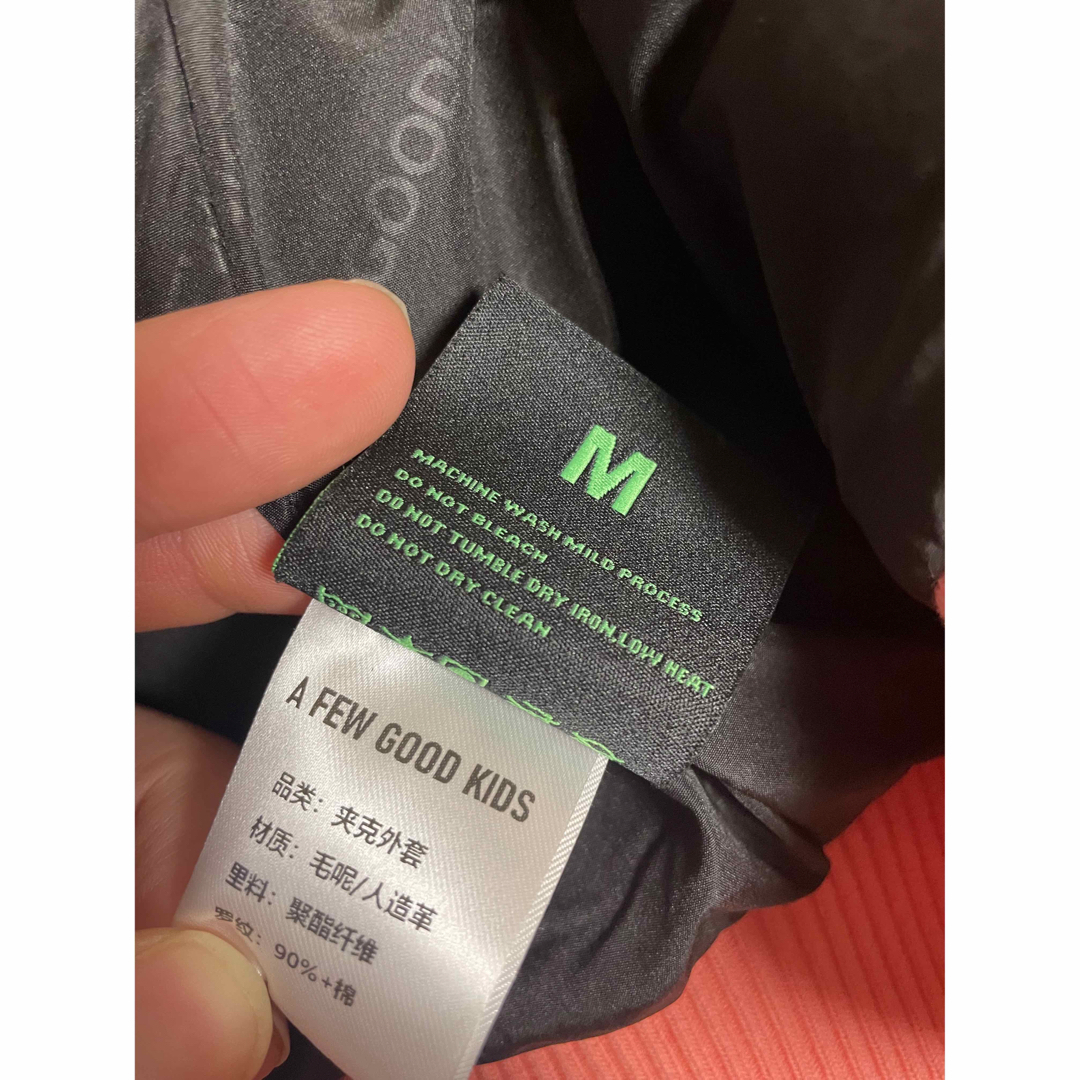 M
MACHINE WASH MILD PROCESS
DO NOT BLEACH
DO NOT TUMBLE DRY IRON,LOW HEAT
DO NOT DRY CLEAN
A FEW GOOD KIDS
品类：夹克外套
材质：毛呢/人造革
里料：聚酯纤维
罗纹：90%+棉